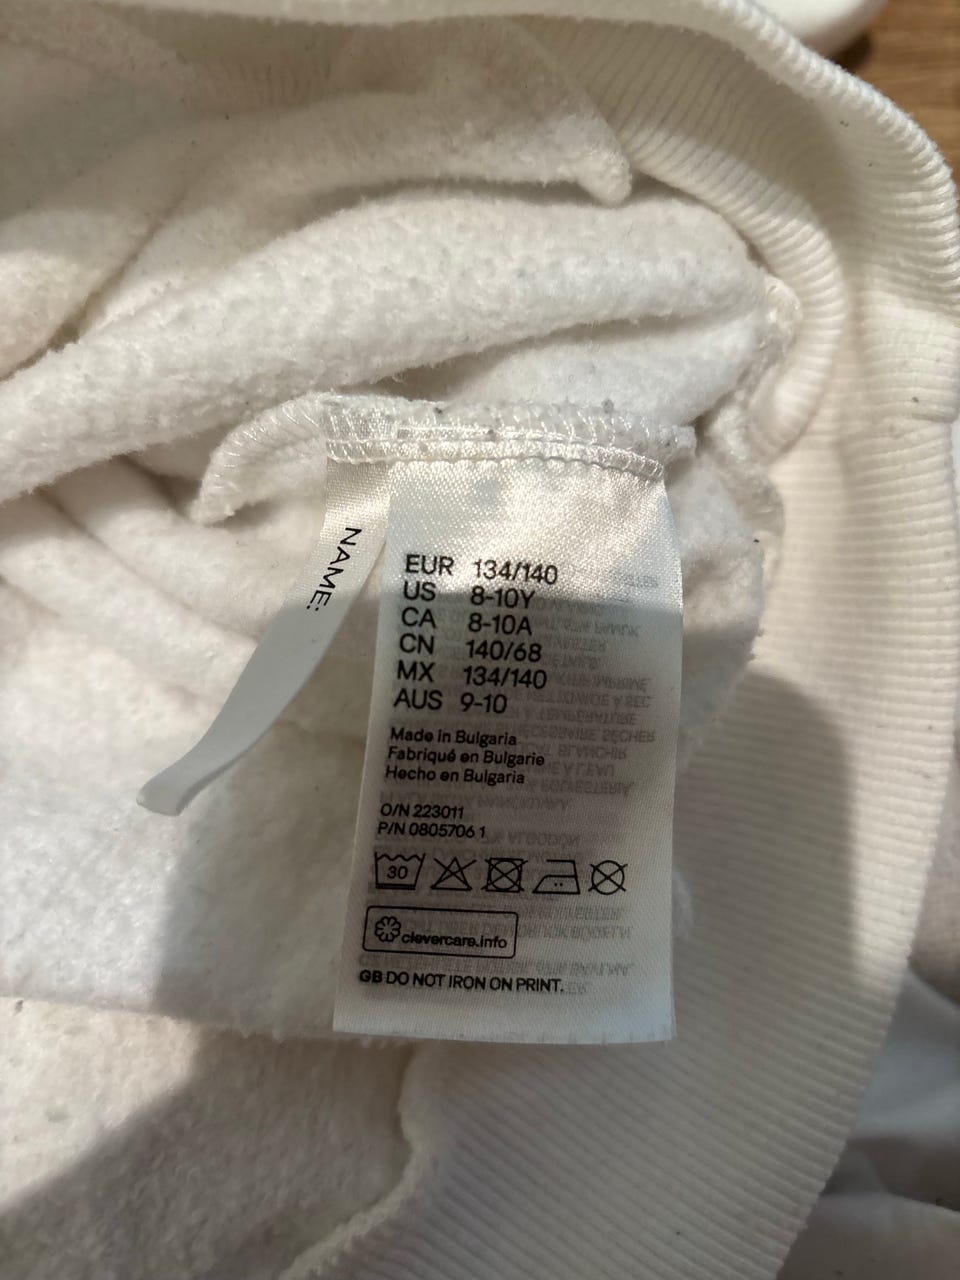 NAME:
EUR 134/140
US 8-10Y
CA 8-10A
CN 140/68
MX 134/140
AUS 9-10
Made in Bulgaria
Fabriqué en Bulgarie
Hecho en Bulgaria
O/N 223011
P/N 0805706 1
30
clevercare.info
GB DO NOT IRON ON PRINT.